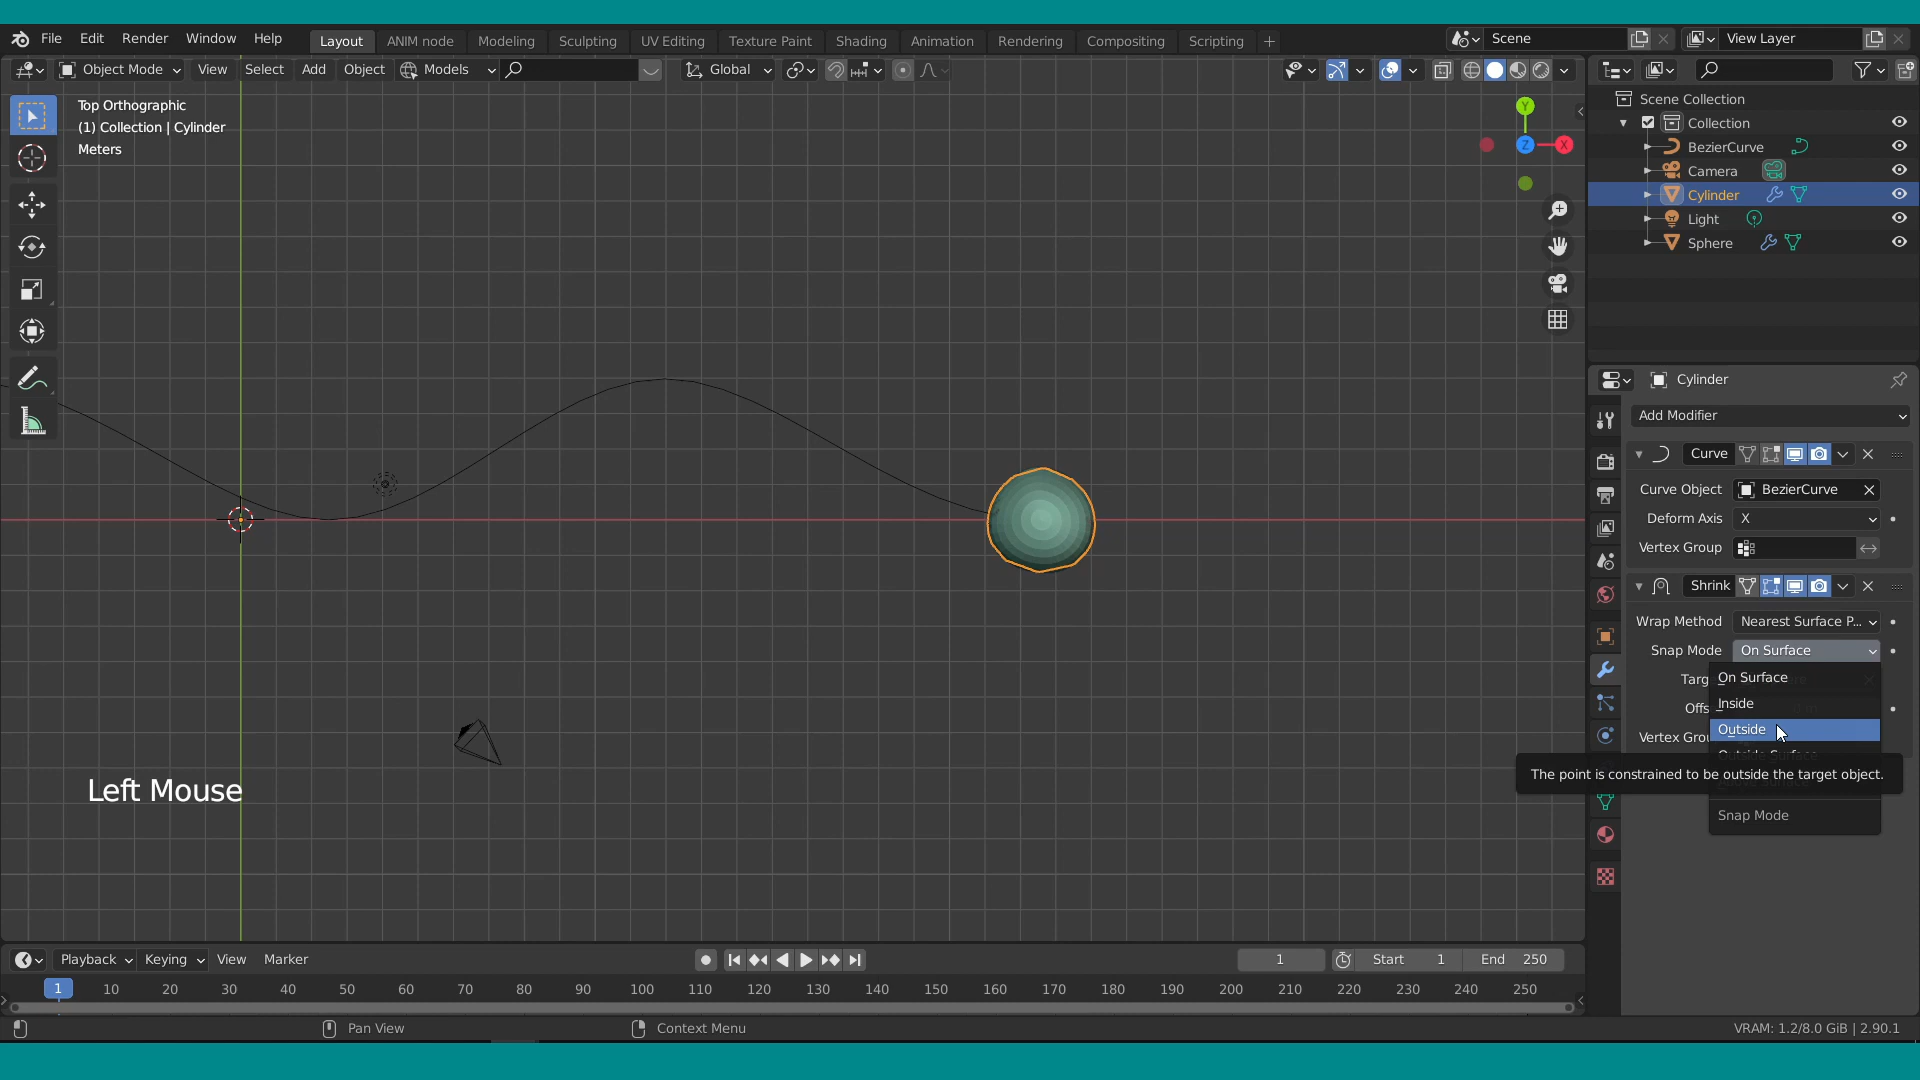 File Edit Render Window Help Layout ANIM node Modeling Sculpting UV Editing Texture Paint Shading Animation Rendering Compositing Scripting + Scene View Layer
Object Mode View Select Add Object Models Global
Top Orthographic
(1) Collection | Cylinder
Meters
Y
Z
X
Scene Collection
Collection
BezierCurve
Camera
Cylinder
Light
Sphere
Cylinder
Add Modifier
Curve
Curve Object BezierCurve
Deform Axis X
Vertex Group
Shrink
Wrap Method Nearest Surface P...
Snap Mode On Surface
Targ
On Surface
Offs
Inside
Vertex Grou
Outside
Outside Surface
The point is constrained to be outside the target object.
Snap Mode
Left Mouse
Playback Keying View Marker 1 Start 1 End 250
1 10 20 30 40 50 60 70 80 90 100 110 120 130 140 150 160 170 180 190 200 210 220 230 240 250
Pan View Context Menu VRAM: 1.2/8.0 GiB | 2.90.1